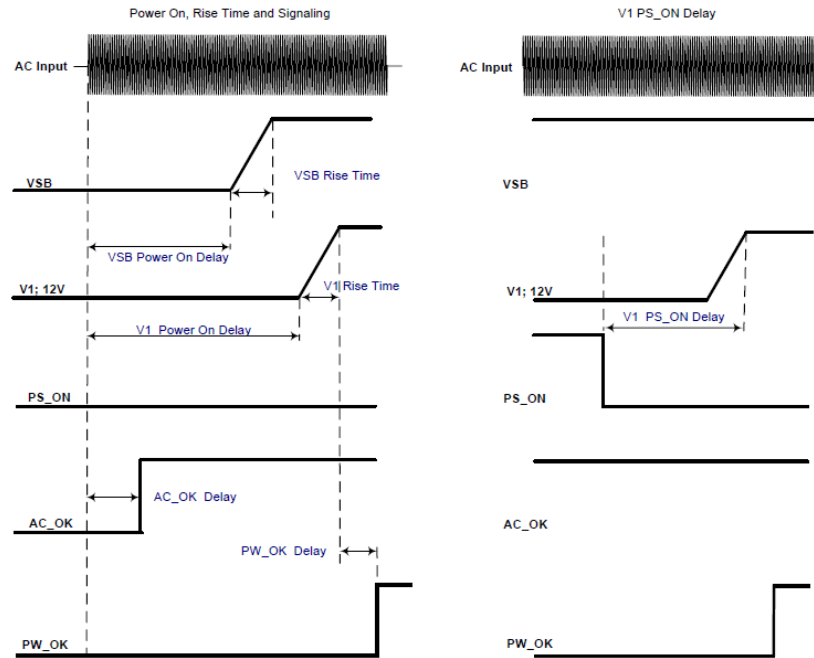 Power On, Rise Time and Signaling
AC Input
VSB
VSB Rise Time
VSB Power On Delay
V1; 12V
V1 Rise Time
V1 Power On Delay
PS_ON
AC_OK Delay
AC_OK
PW_OK Delay
PW_OK
V1 PS_ON Delay
AC Input
VSB
V1; 12V
V1 PS_ON Delay
PS_ON
AC_OK
PW_OK